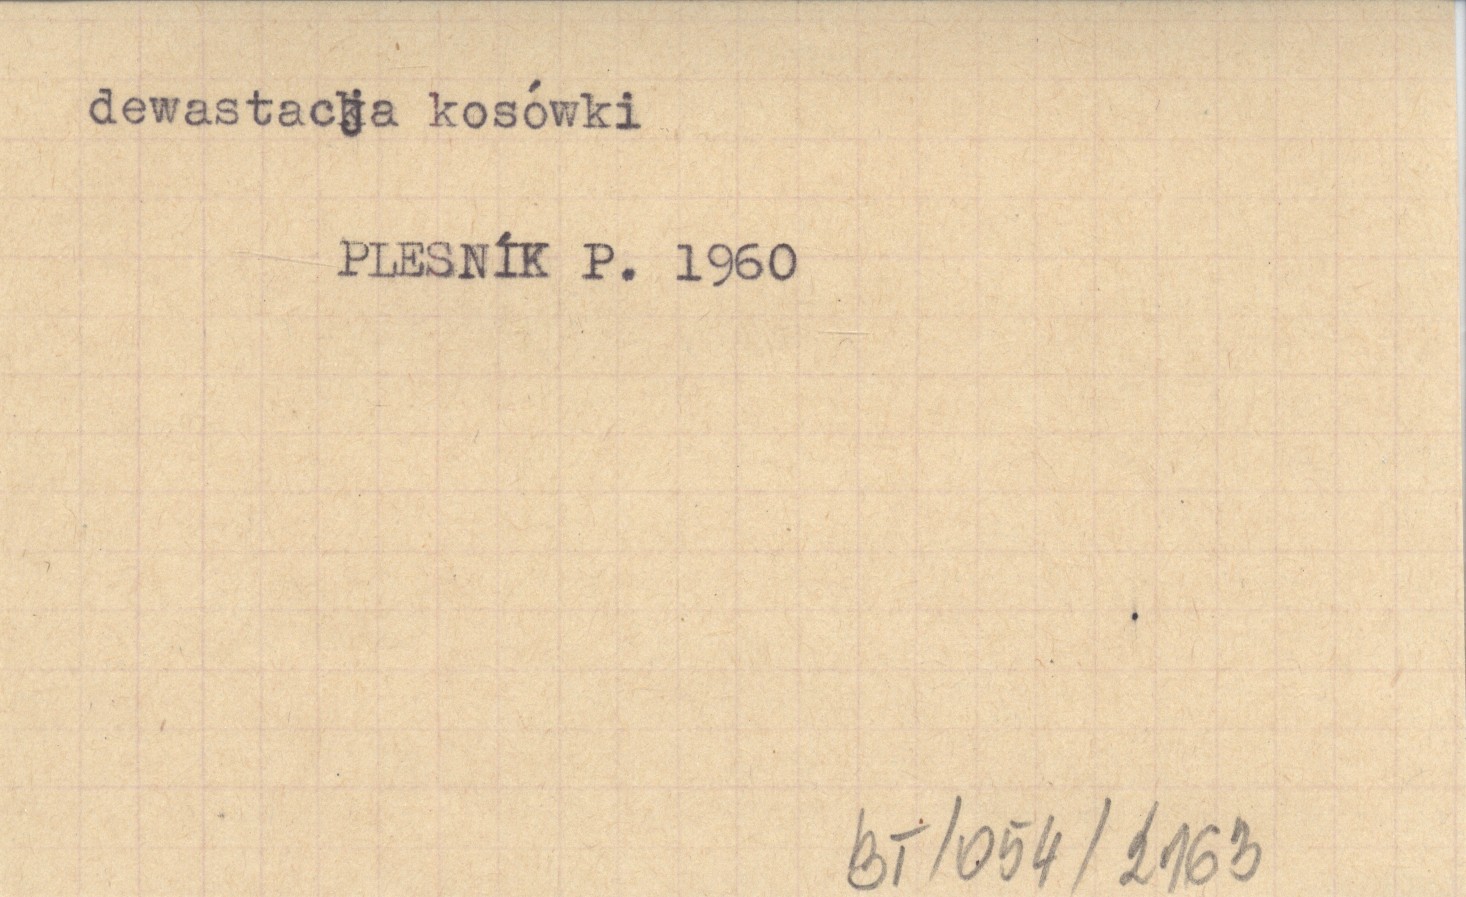 dewastacja kosówki
PLESNÍK P. 1960
BT/054/2163